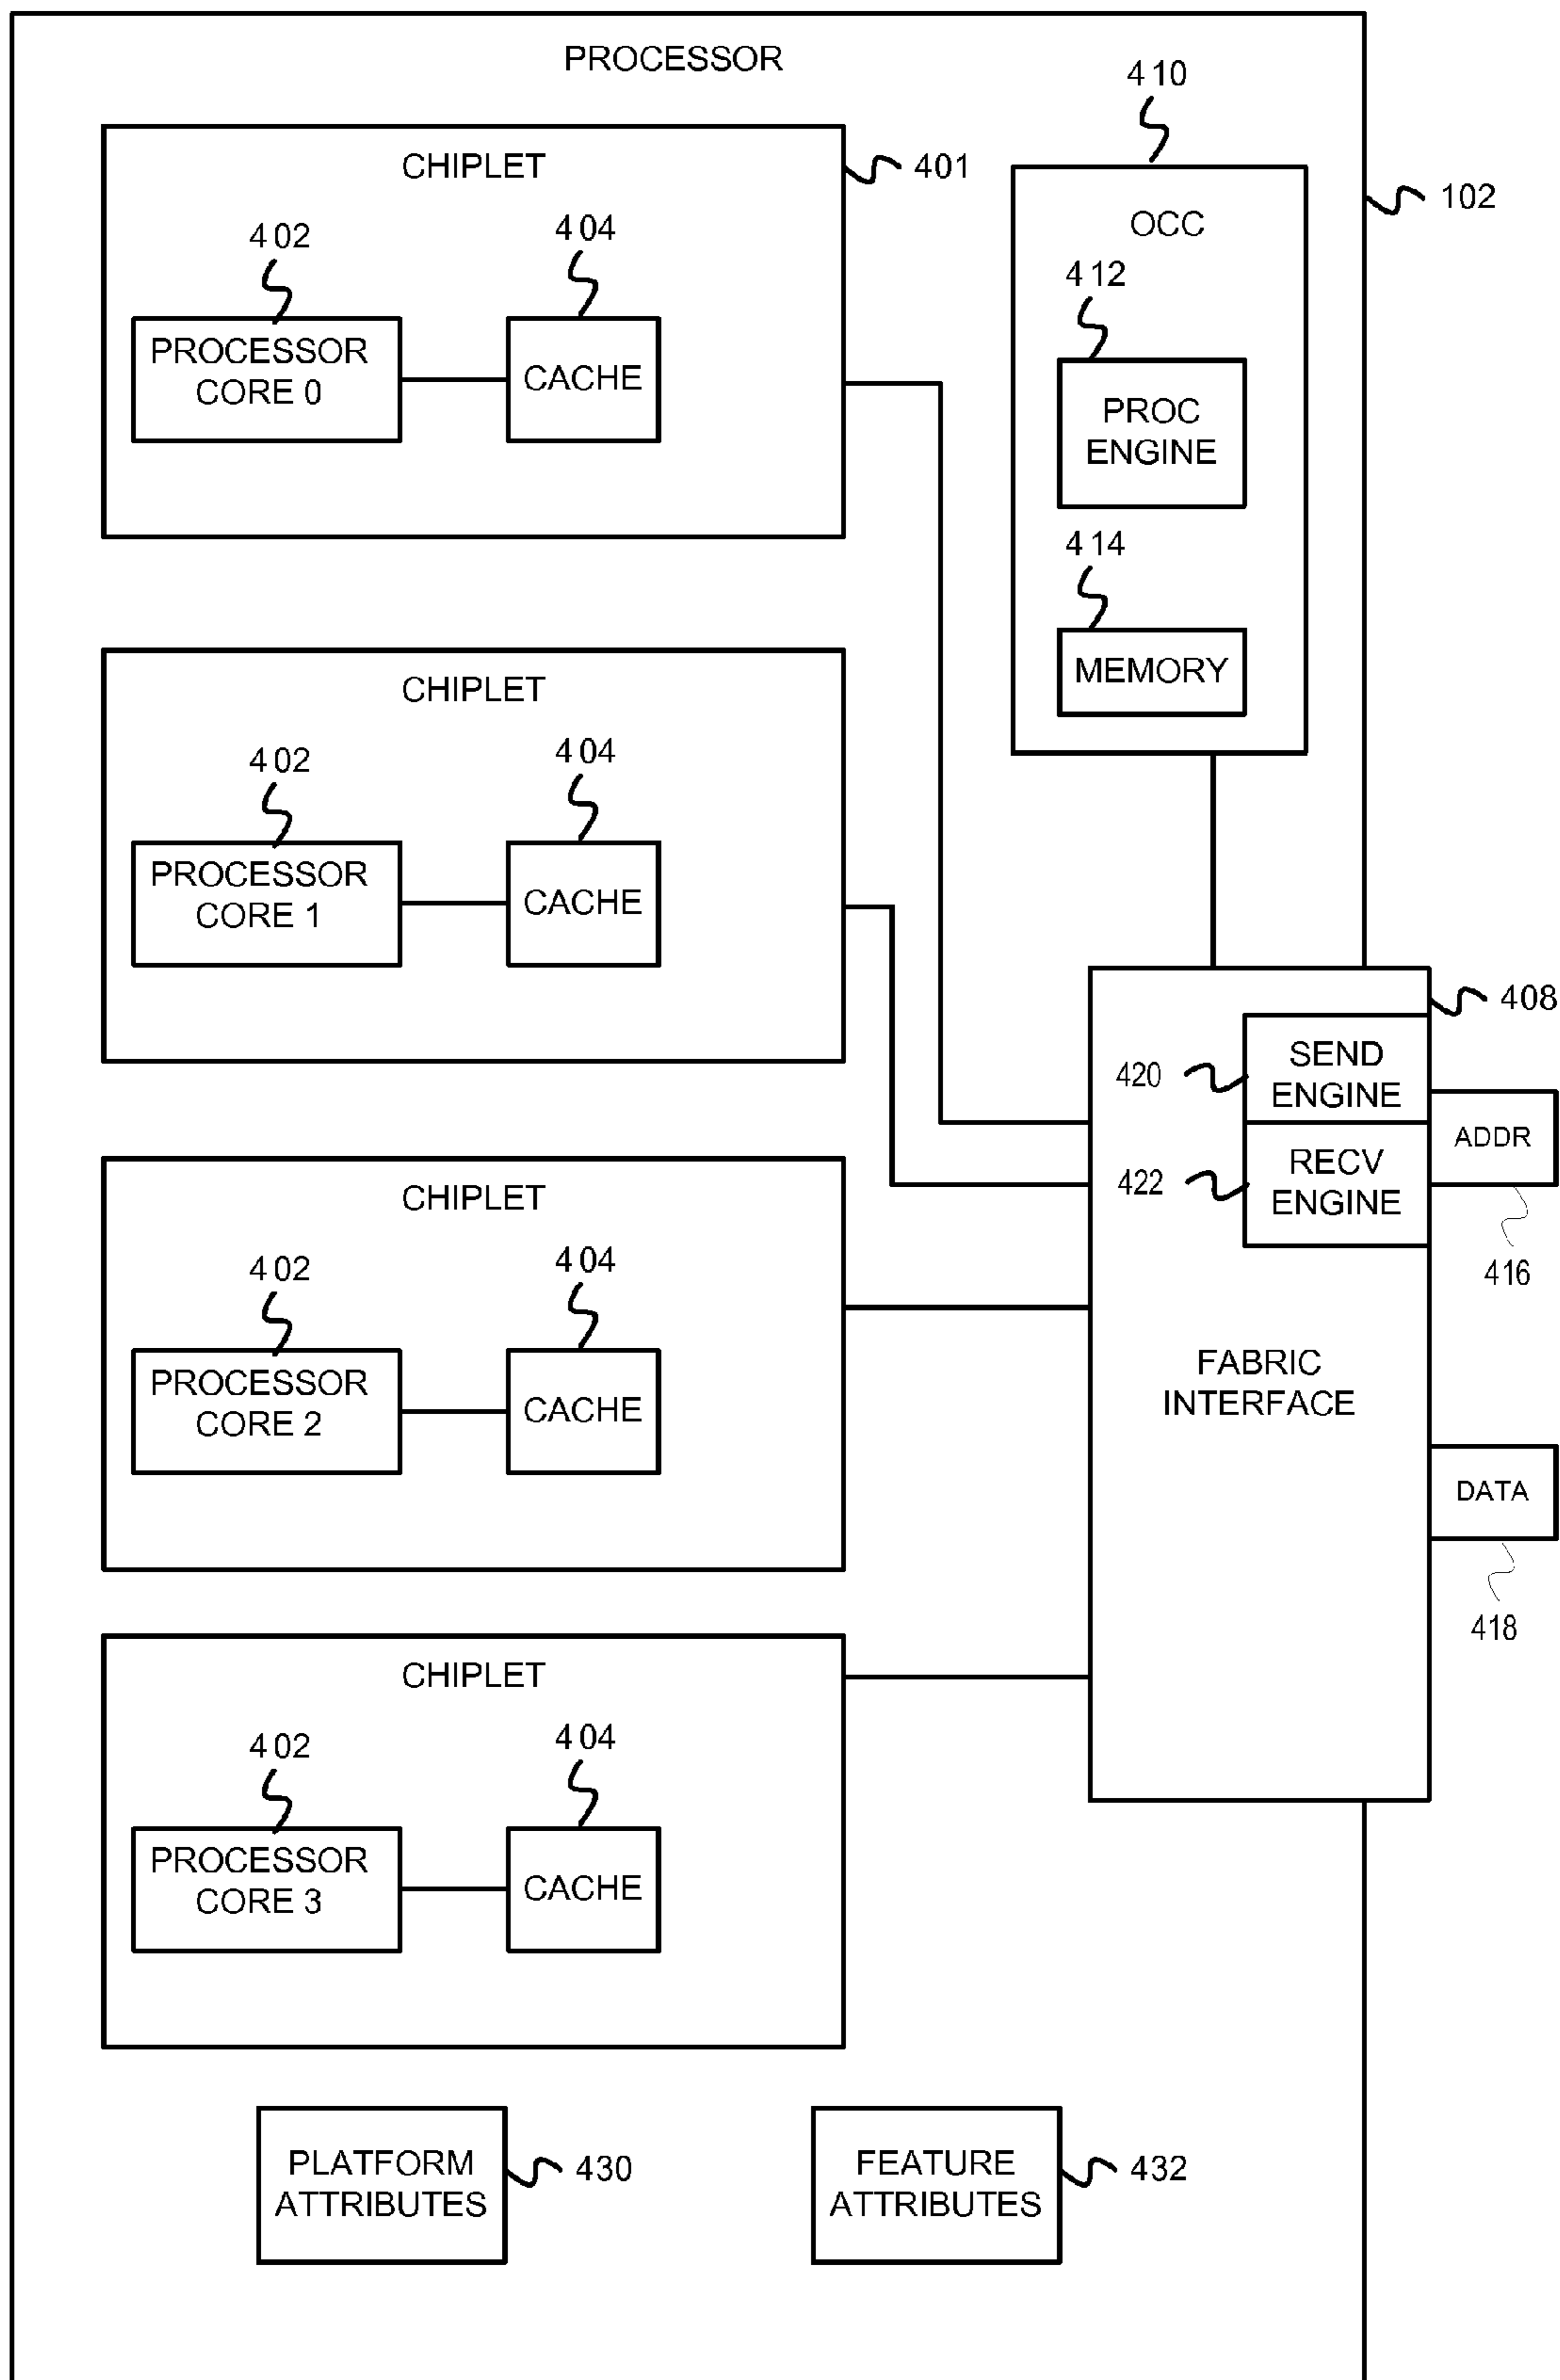 PROCESSOR
410
CHIPLET
401
102
402
404
OCC
412
PROCESSOR
CORE 0
CACHE
PROC
ENGINE
414
MEMORY
CHIPLET
402
404
PROCESSOR
CORE 1
CACHE
408
SEND
ENGINE
420
ADDR
RECV
ENGINE
422
416
CHIPLET
402
404
PROCESSOR
CORE 2
CACHE
FABRIC
INTERFACE
DATA
418
CHIPLET
402
404
PROCESSOR
CORE 3
CACHE
PLATFORM
ATTRIBUTES
430
FEATURE
ATTRIBUTES
432